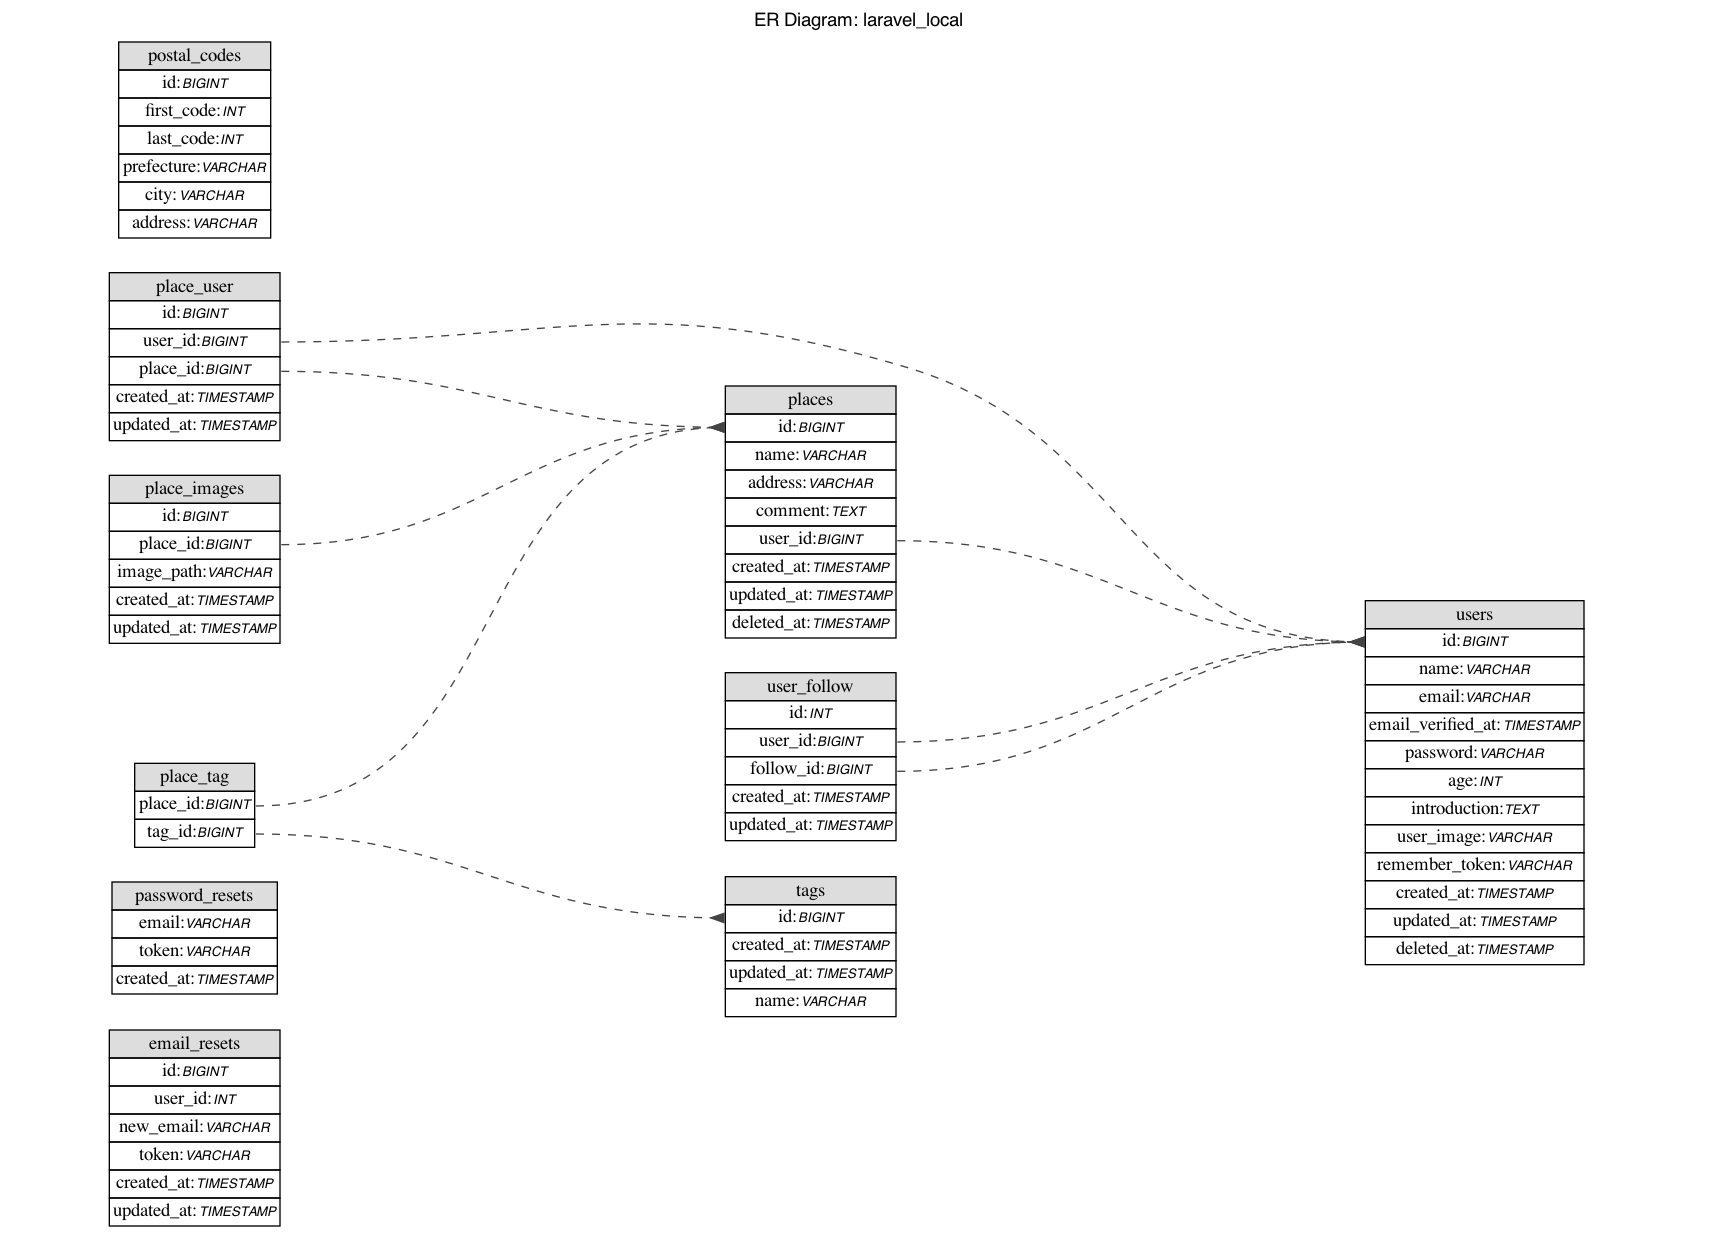 ER Diagram: laravel_local
postal_codes
id: BIGINT
first_code: INT
last_code: INT
prefecture: VARCHAR
city: VARCHAR
address: VARCHAR
place_user
id: BIGINT
user_id: BIGINT
place_id: BIGINT
created_at: TIMESTAMP
updated_at: TIMESTAMP
place_images
id: BIGINT
place_id: BIGINT
image_path: VARCHAR
created_at: TIMESTAMP
updated_at: TIMESTAMP
place_tag
place_id: BIGINT
tag_id: BIGINT
password_resets
email: VARCHAR
token: VARCHAR
created_at: TIMESTAMP
email_resets
id: BIGINT
user_id: INT
new_email: VARCHAR
token: VARCHAR
created_at: TIMESTAMP
updated_at: TIMESTAMP
places
id: BIGINT
name: VARCHAR
address: VARCHAR
comment: TEXT
user_id: BIGINT
created_at: TIMESTAMP
updated_at: TIMESTAMP
deleted_at: TIMESTAMP
user_follow
id: INT
user_id: BIGINT
follow_id: BIGINT
created_at: TIMESTAMP
updated_at: TIMESTAMP
tags
id: BIGINT
created_at: TIMESTAMP
updated_at: TIMESTAMP
name: VARCHAR
users
id: BIGINT
name: VARCHAR
email: VARCHAR
email_verified_at: TIMESTAMP
password: VARCHAR
age: INT
introduction: TEXT
user_image: VARCHAR
remember_token: VARCHAR
created_at: TIMESTAMP
updated_at: TIMESTAMP
deleted_at: TIMESTAMP